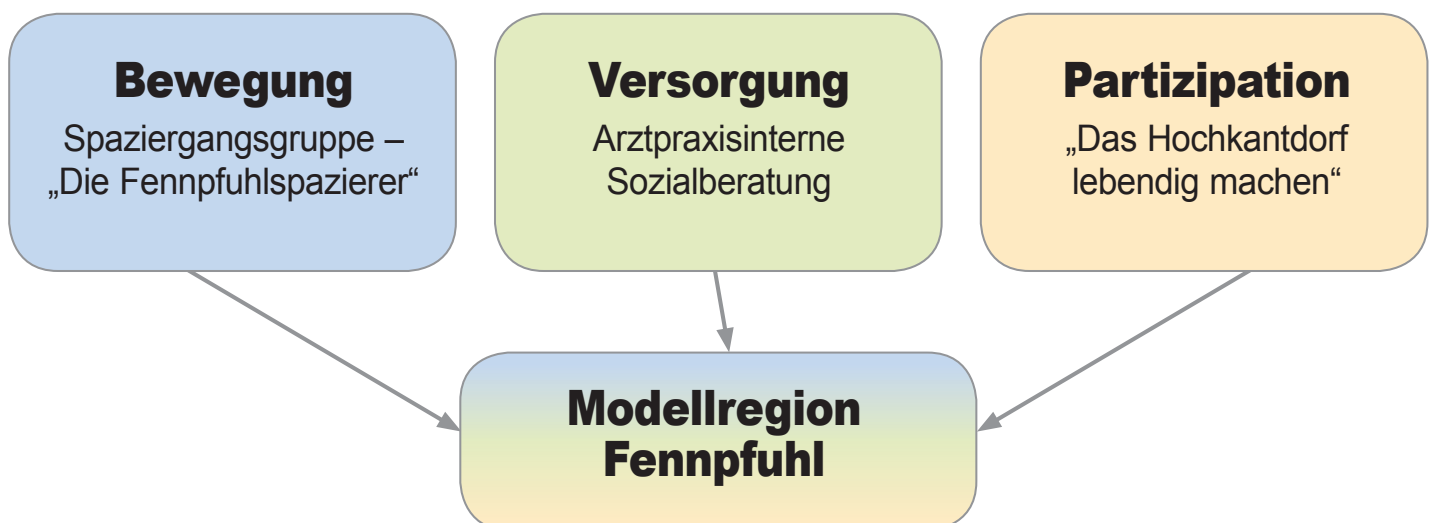 Bewegung
Spaziergangsgruppe –
„Die Fennpfuhlspazierer“
Versorgung
Arztpraxisinterne
Sozialberatung
Partizipation
„Das Hochkantdorf
lebendig machen“
Modellregion
Fennpfuhl